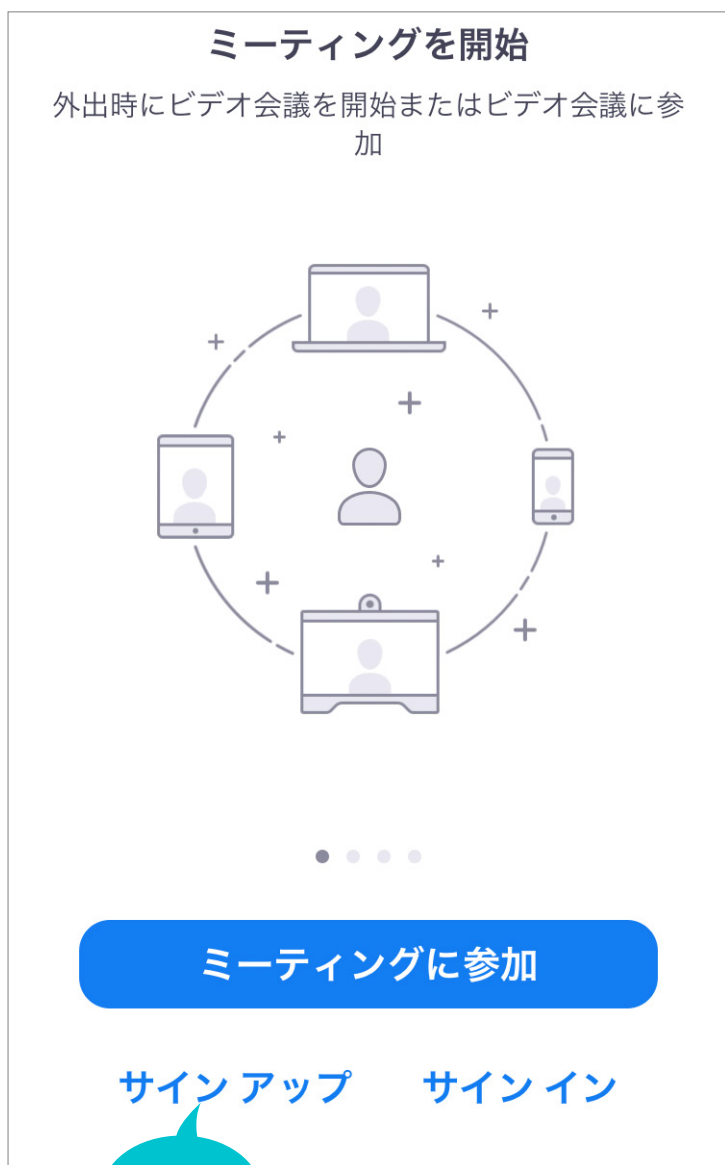 ミーティングを開始
外出時にビデオ会議を開始またはビデオ会議に参
加
ミーティングに参加
サイン アップ サイン イン